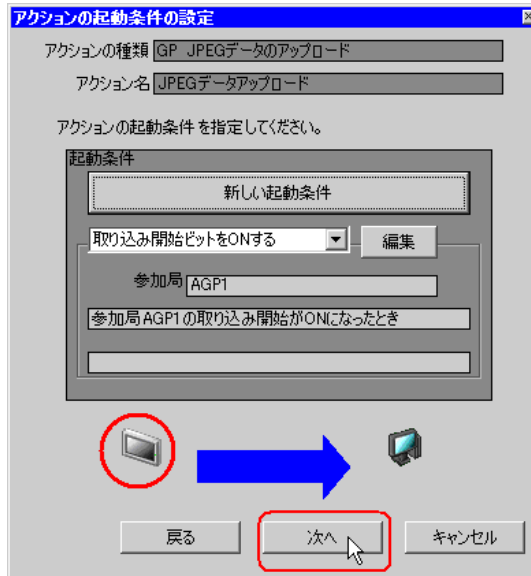 アクションの起動条件の設定
アクションの種類 GP JPEGデータのアップロード
アクション名 JPEGデータアップロード
アクションの起動条件を指定してください。
起動条件
新しい起動条件
取り込み開始ビットをONする 編集
参加局 AGP1
参加局AGP1の取り込み開始がONになったとき
戻る 次へ キャンセル